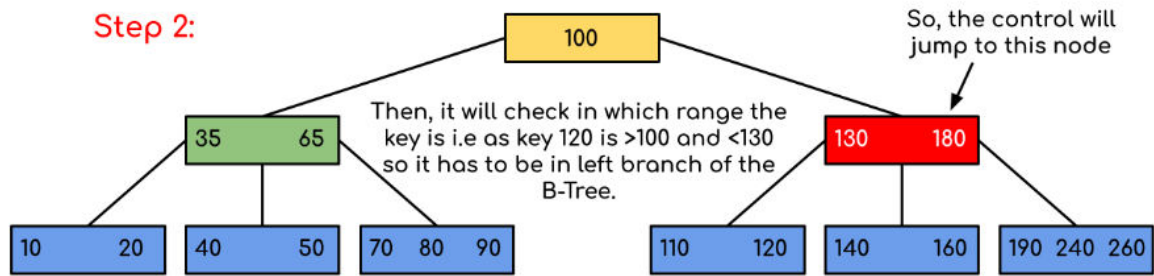 Step 2:
100
So, the control will
jump to this node
Then, it will check in which range the
key is i.e as key 120 is >100 and <130
so it has to be in left branch of the
B-Tree.
35 65
130 180
10 20
40 50
70 80 90
110 120
140 160
190 240 260